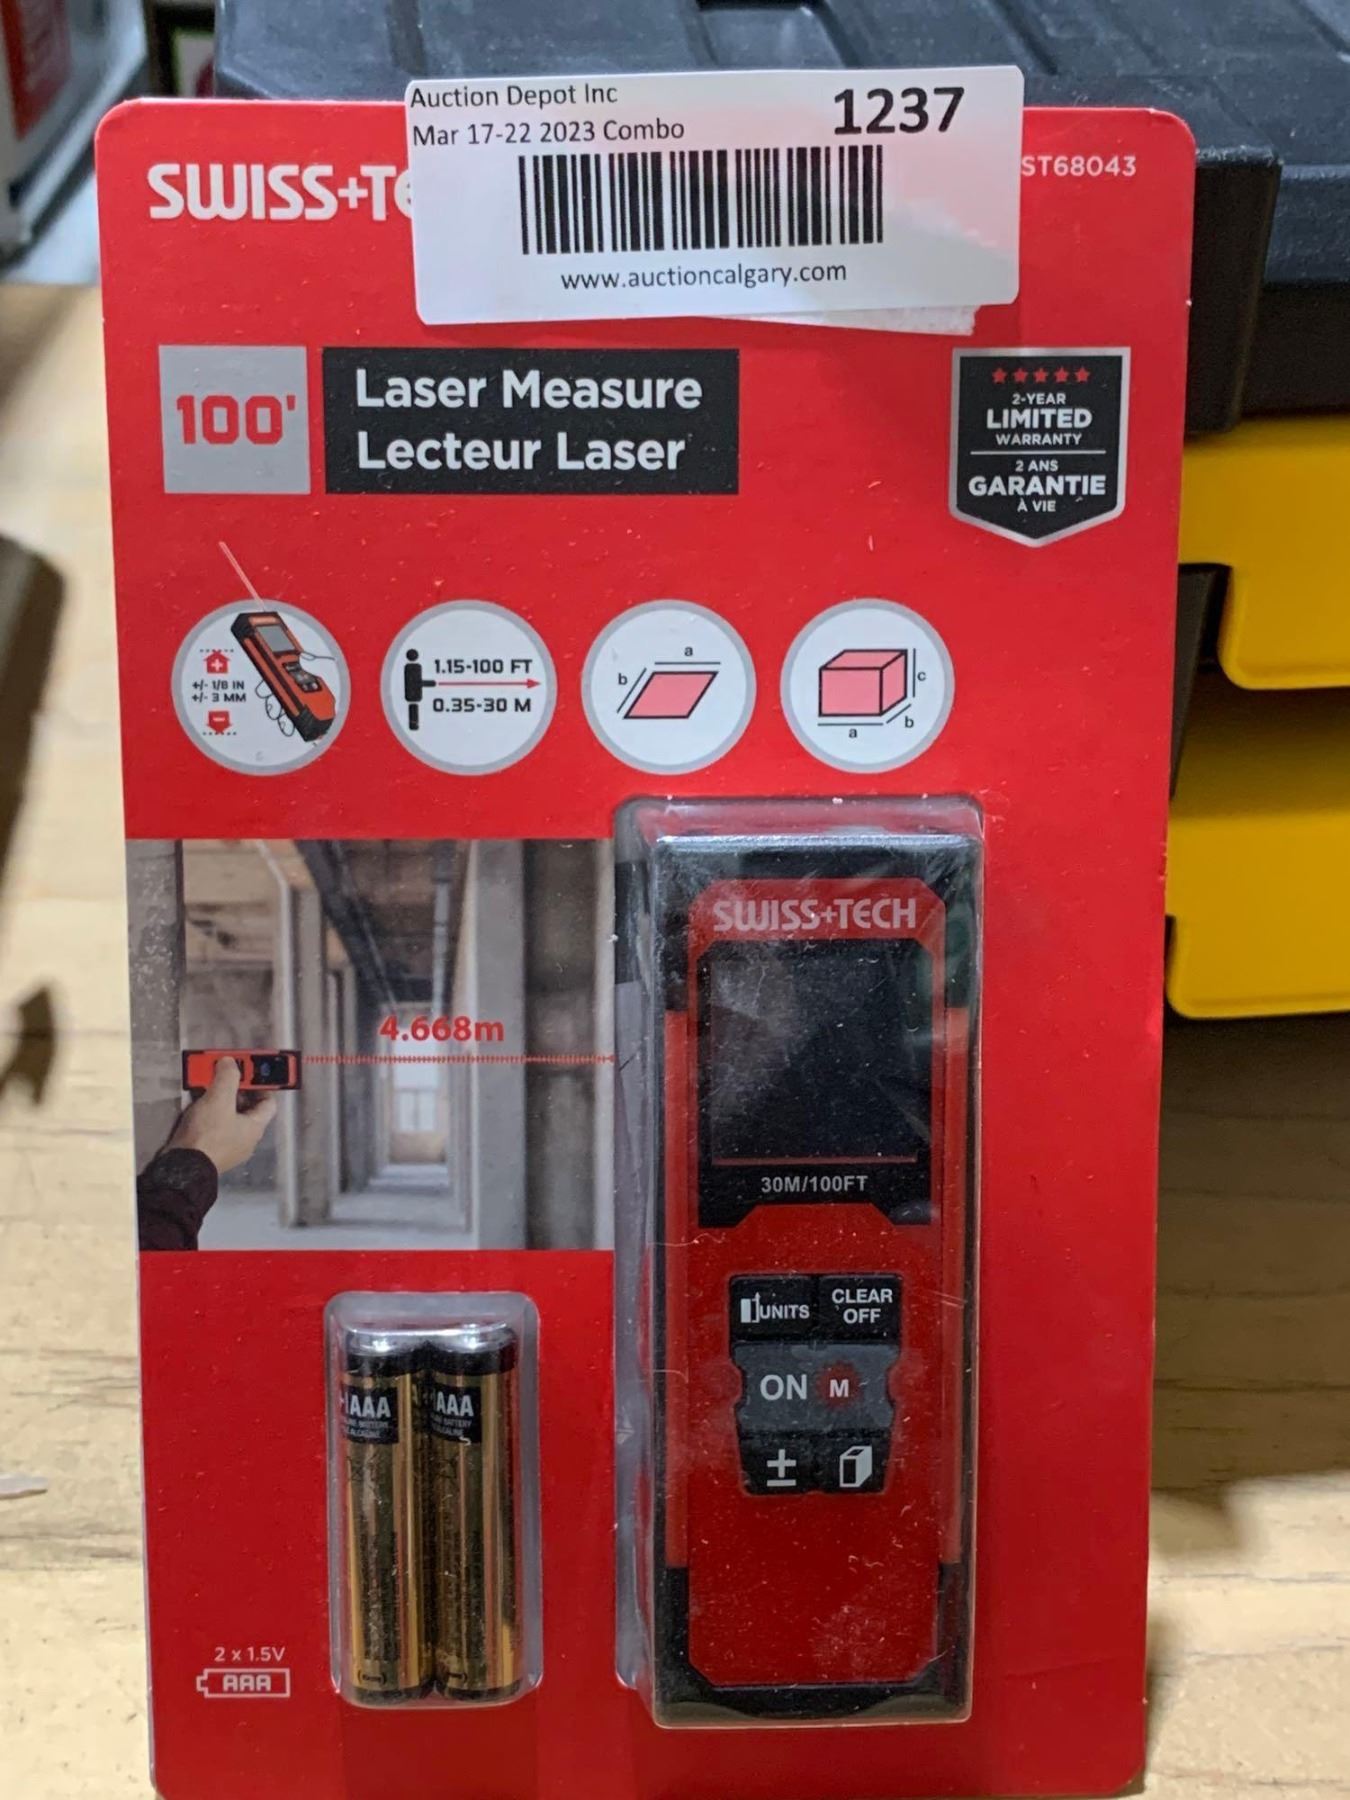 Auction Depot Inc
1237
Mar 17-22 2023 Combo
www.auctioncalgary.com
SWISS+TE
ST68043
100'
Laser Measure
Lecteur Laser
2-YEAR
LIMITED
WARRANTY
2 ANS
GARANTIE
À VIE
+/- 1/8 IN
+/- 3 MM
1.15-100 FT
0.35-30 M
a
b
c
b
a
4.668m
SWISS+TECH
30M/100FT
UNITS
CLEAR
OFF
ON M
±
AAA
AAA
2 x 1.5V
AAA